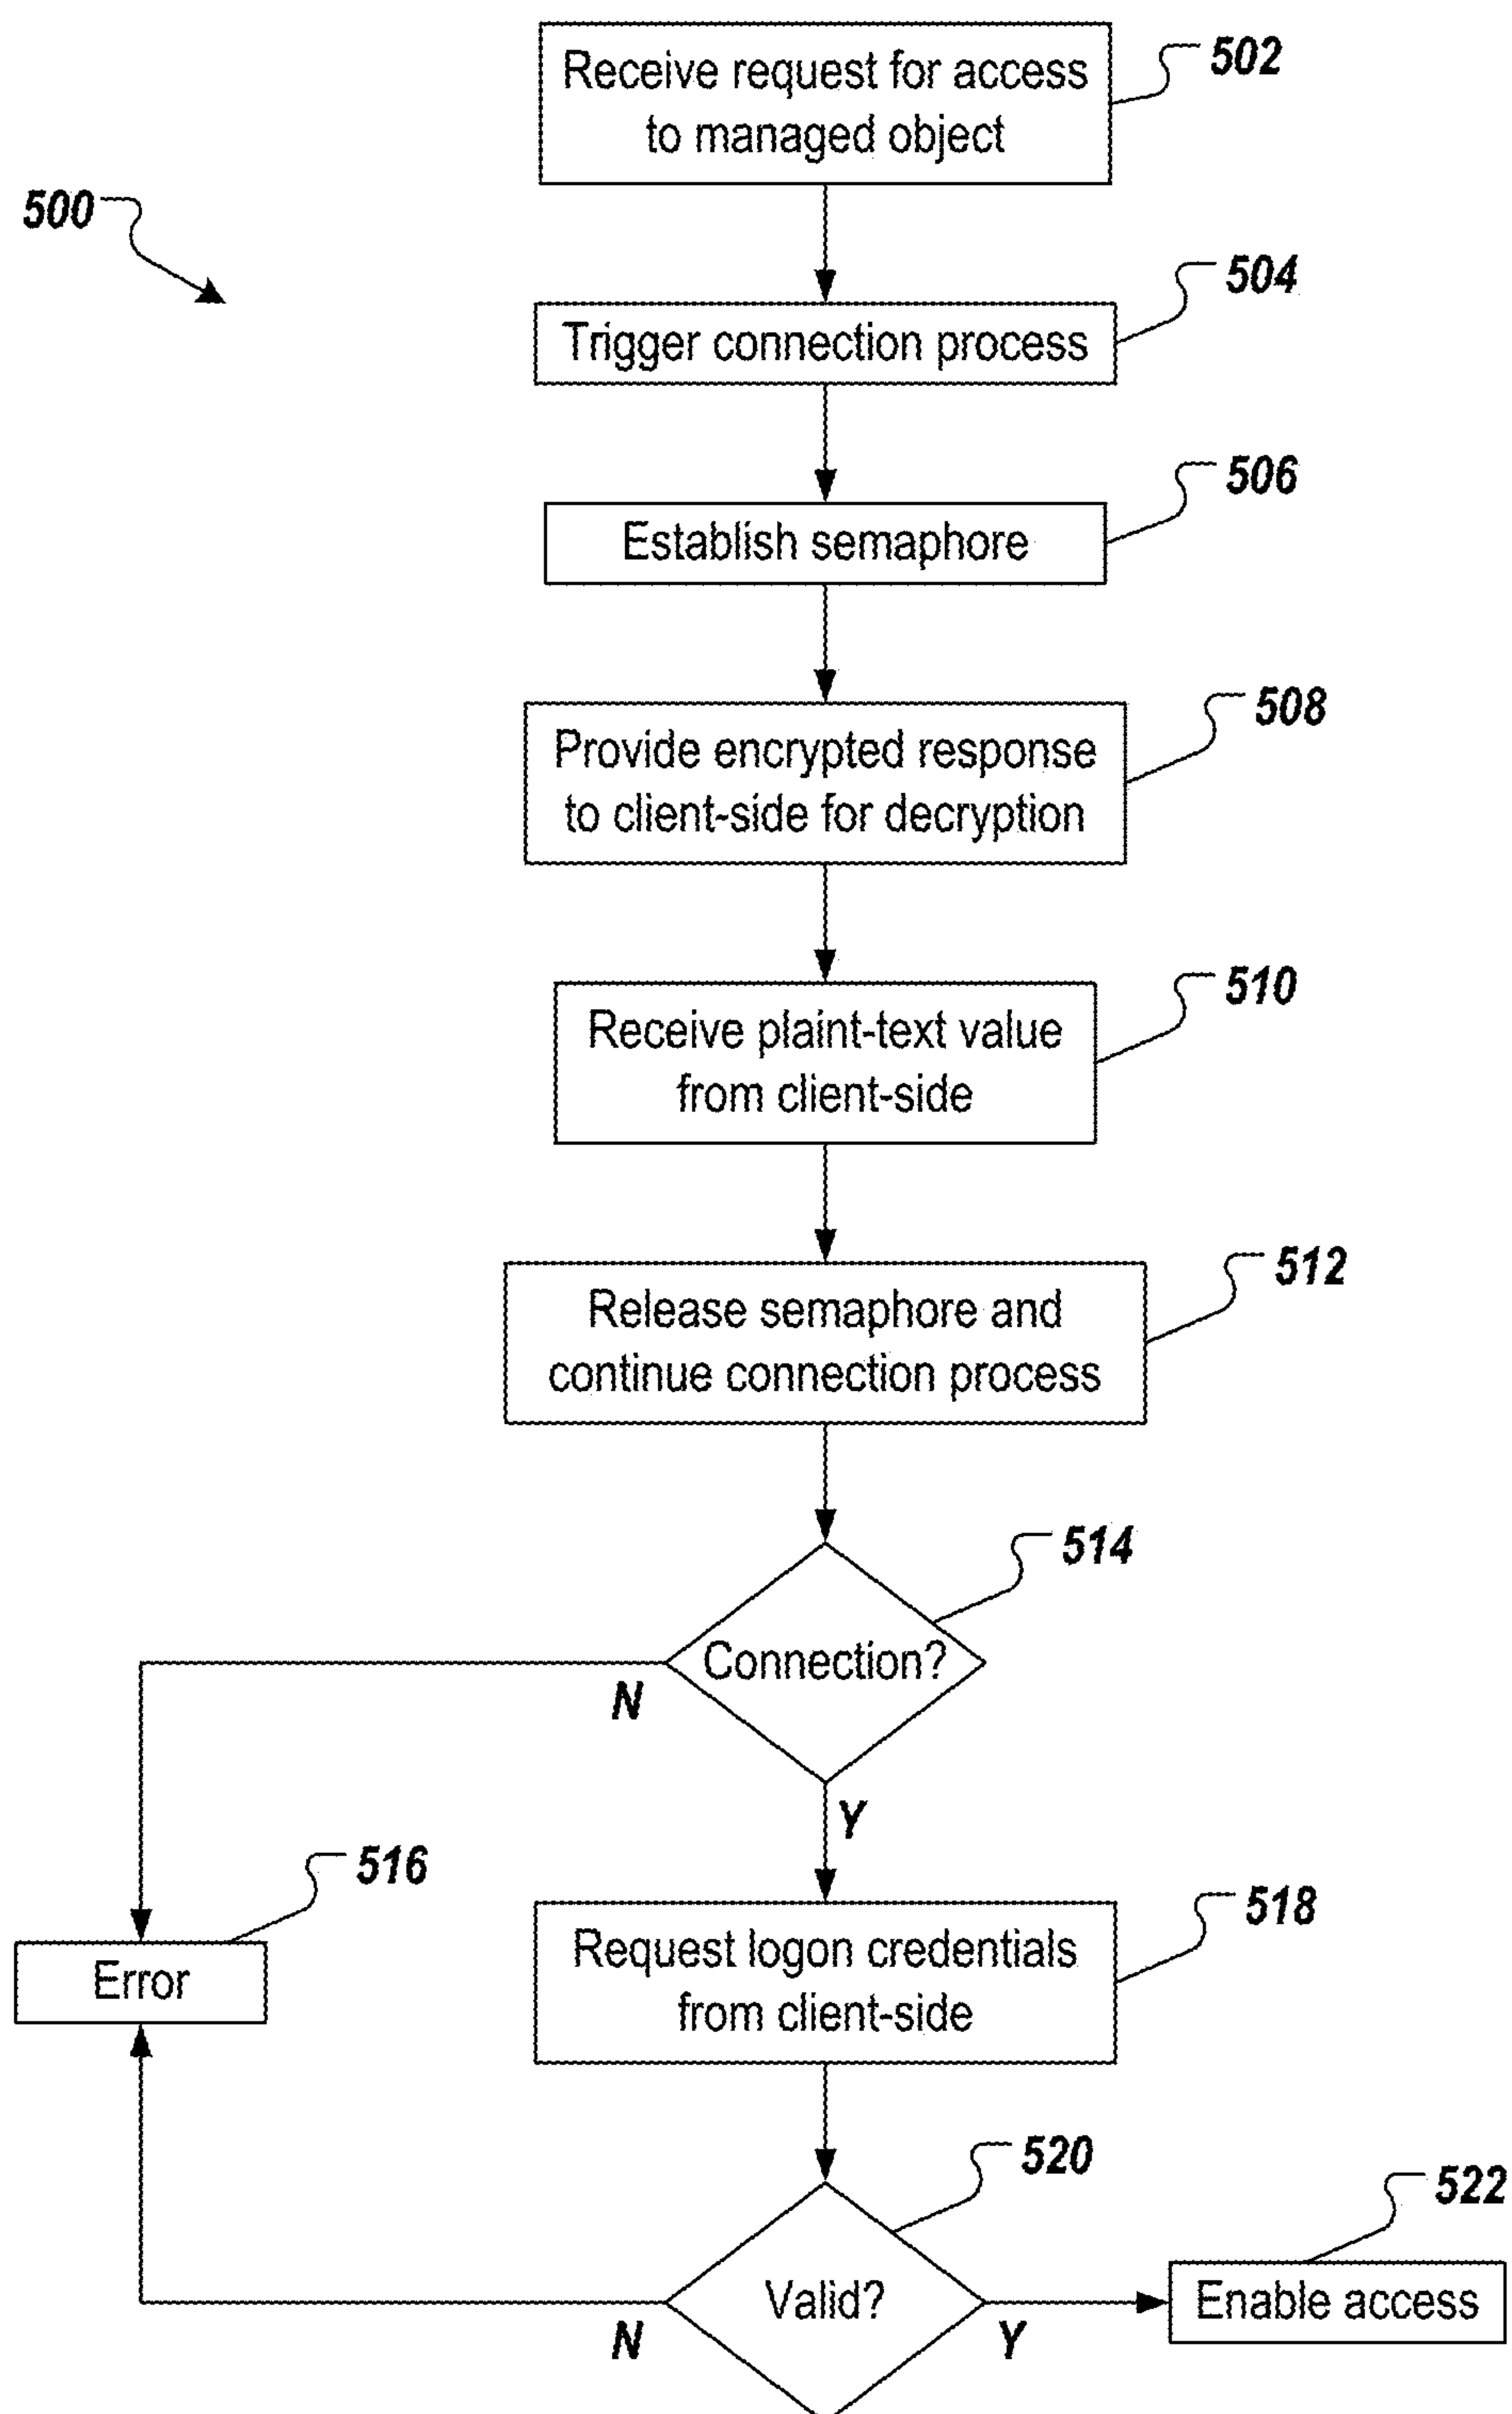 Receive request for access
to managed object
502
500
Trigger connection process
504
Establish semaphore
506
Provide encrypted response
to client-side for decryption
508
Receive plaint-text value
from client-side
510
Release semaphore and
continue connection process
512
Connection?
514
N
Y
Error
516
Request logon credentials
from client-side
518
Valid?
520
N
Y
Enable access
522